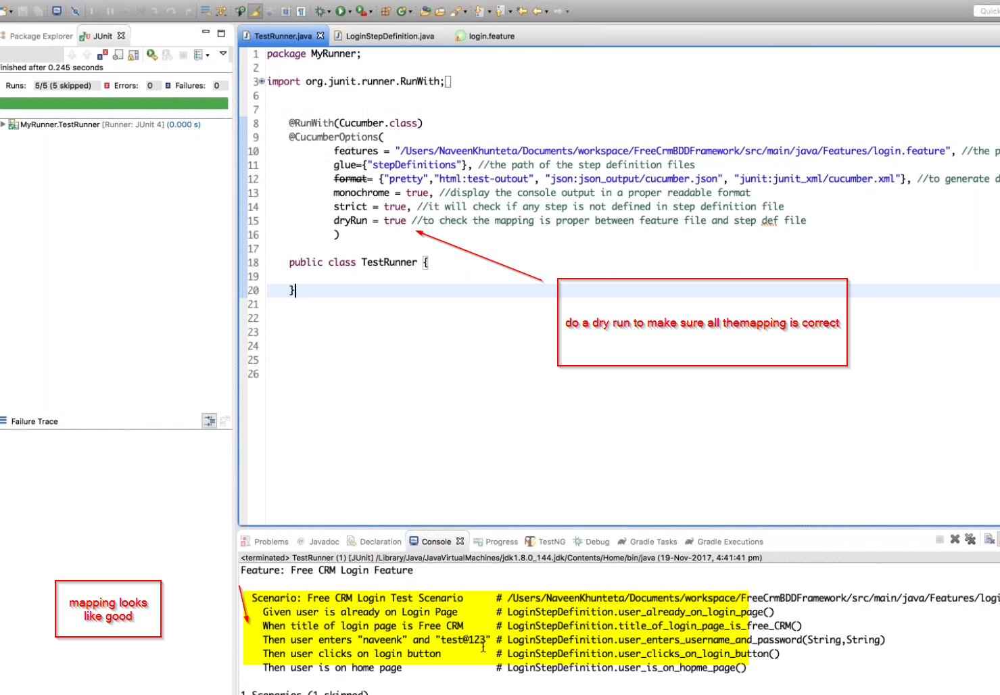 Quick
Package Explorer
JUnit
TestRunner.java
LoginStepDefinition.java
login.feature
inished after 0.245 seconds
Runs: 5/5 (5 skipped) Errors: 0 Failures: 0
MyRunner.TestRunner [Runner: JUnit 4] (0.000 s)
1 package MyRunner;
2
3 import org.junit.runner.RunWith;
6
7
8 @RunWith(Cucumber.class)
9 @CucumberOptions(
10 features = "/Users/NaveenKhunteta/Documents/workspace/FreeCrmBDDFramework/src/main/java/Features/login.feature", //the p
11 glue={"stepDefinitions"}, //the path of the step definition files
12 format= {"pretty","html:test-outout", "json:json_output/cucumber.json", "junit:junit_xml/cucumber.xml"}, //to generate d
13 monochrome = true, //display the console output in a proper readable format
14 strict = true, //it will check if any step is not defined in step definition file
15 dryRun = true //to check the mapping is proper between feature file and step def file
16 )
17
18 public class TestRunner {
19
20 }
21
22
23
24
25
26
do a dry run to make sure all themapping is correct
Failure Trace
Problems @ Javadoc Declaration Console Progress TestNG Debug Gradle Tasks Gradle Executions
<terminated> TestRunner (1) [JUnit] /Library/Java/JavaVirtualMachines/jdk1.8.0_144.jdk/Contents/Home/bin/java (19-Nov-2017, 4:41:41 pm)
Feature: Free CRM Login Feature
Scenario: Free CRM Login Test Scenario # /Users/NaveenKhunteta/Documents/workspace/FreeCrmBDDFramework/src/main/java/Features/logi
Given user is already on Login Page # LoginStepDefinition.user_already_on_login_page()
When title of login page is Free CRM # LoginStepDefinition.title_of_login_page_is_free_CRM()
Then user enters "naveenk" and "test@123" # LoginStepDefinition.user_enters_username_and_password(String,String)
Then user clicks on login button # LoginStepDefinition.user_clicks_on_login_button()
Then user is on home page # LoginStepDefinition.user_is_on_hopme_page()
1 Scenarios (1 skipped)
mapping looks
like good